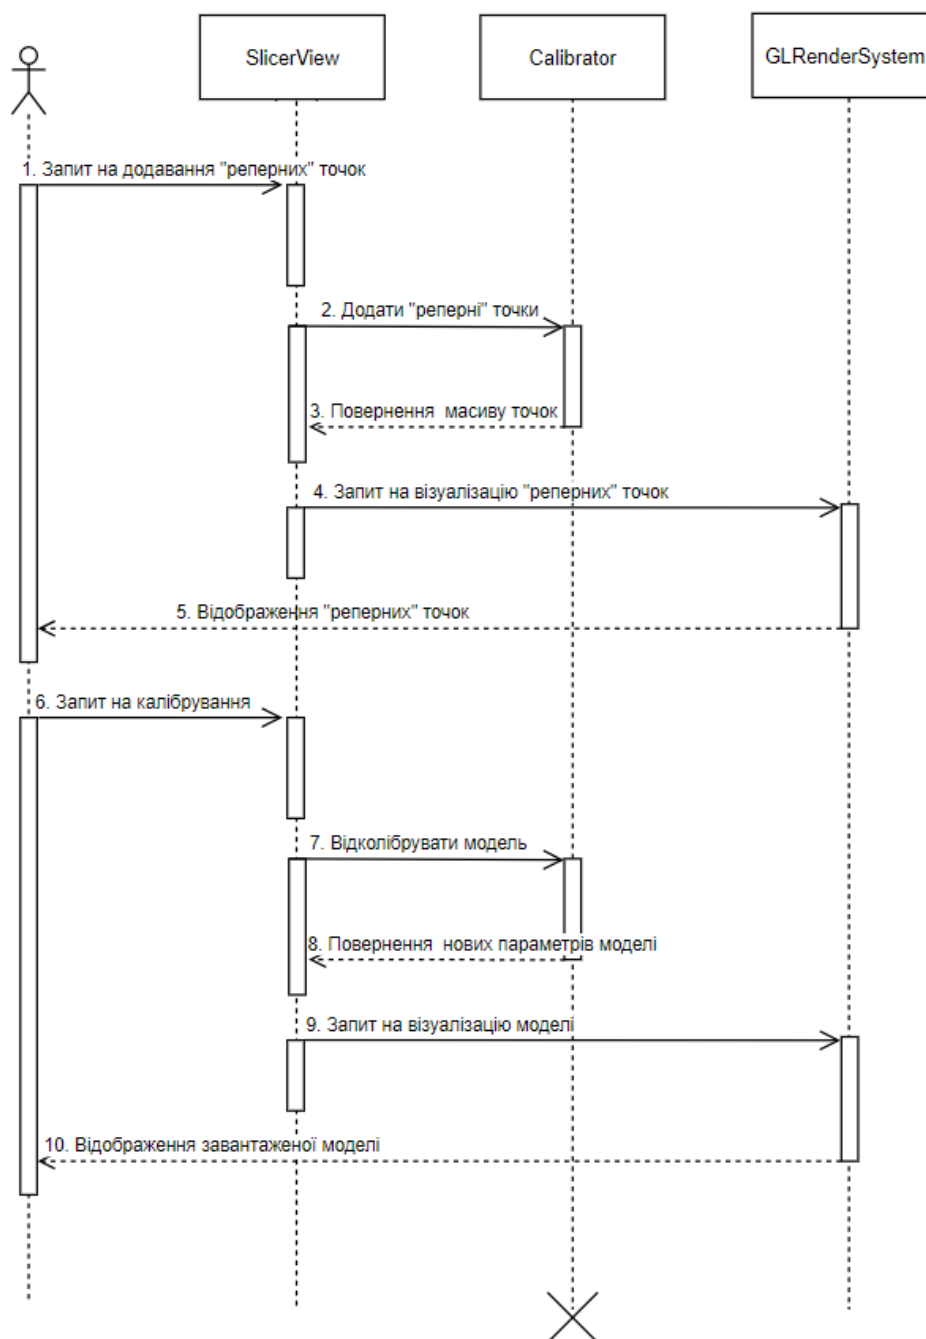 SlicerView
Calibrator
GLRenderSystem
1. Запит на додавання "реперних" точок
2. Додати "реперні" точки
3. Повернення масиву точок
4. Запит на візуалізацію "реперних" точок
5. Відображення "реперних" точок
6. Запит на калібрування
7. Відколібрувати модель
8. Повернення нових параметрів моделі
9. Запит на візуалізацію моделі
10. Відображення завантаженої моделі